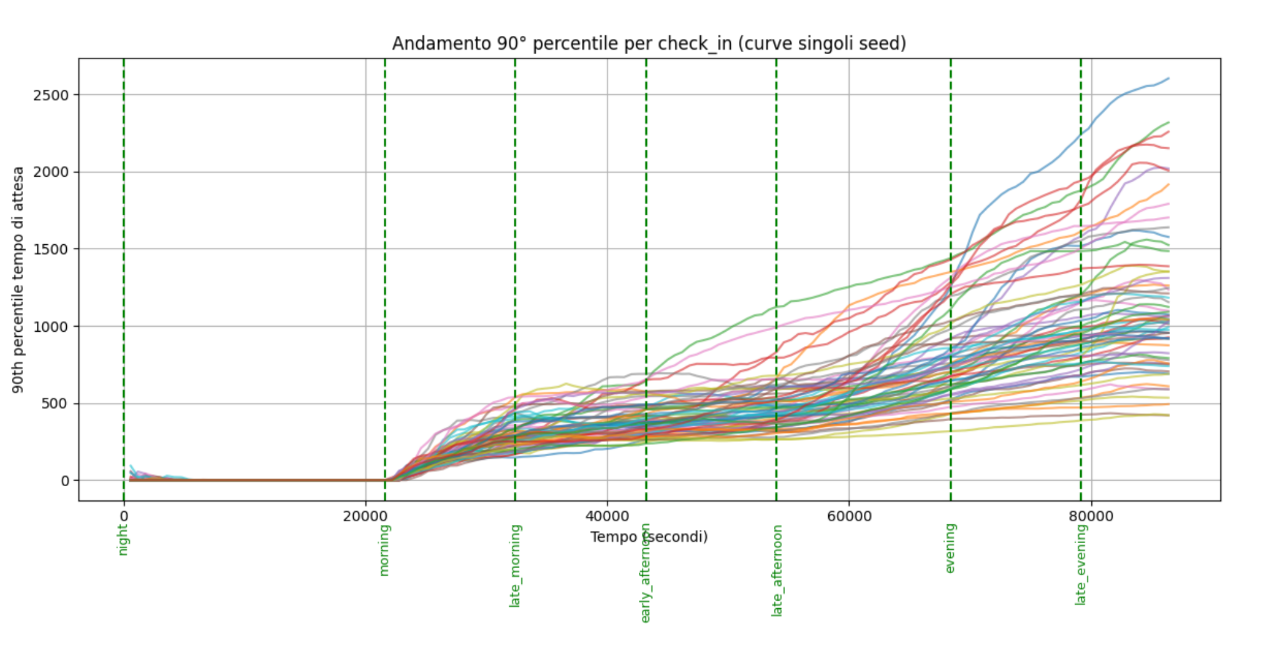 Andamento 90° percentile per check_in (curve singoli seed)
90th percentile tempo di attesa
2500
2000
1500
1000
500
0
0
20000
40000
60000
80000
Tempo (secondi)
night
morning
late_morning
early_afternoon
late_afternoon
evening
late_evening